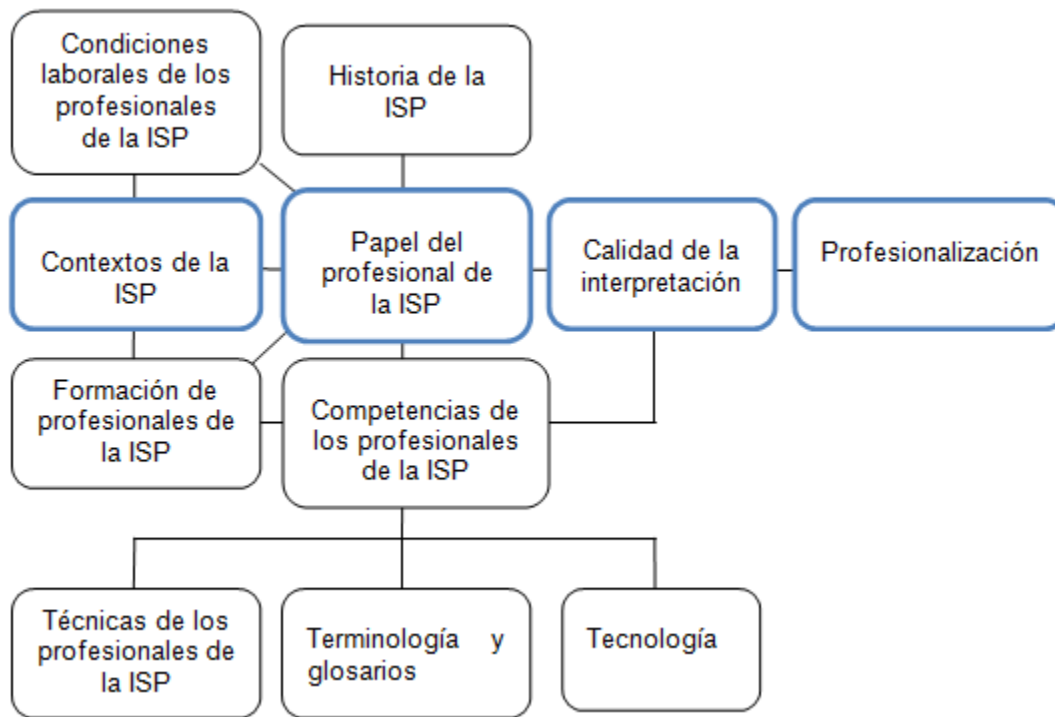 Condiciones
laborales de los
profesionales
de la ISP
Historia de la
ISP
Contextos de la
ISP
Papel del
profesional de
la ISP
Calidad de la
interpretación
Profesionalización
Formación de
profesionales de
la ISP
Competencias de
los profesionales
de la ISP
Técnicas de los
profesionales de
la ISP
Terminología y
glosarios
Tecnología